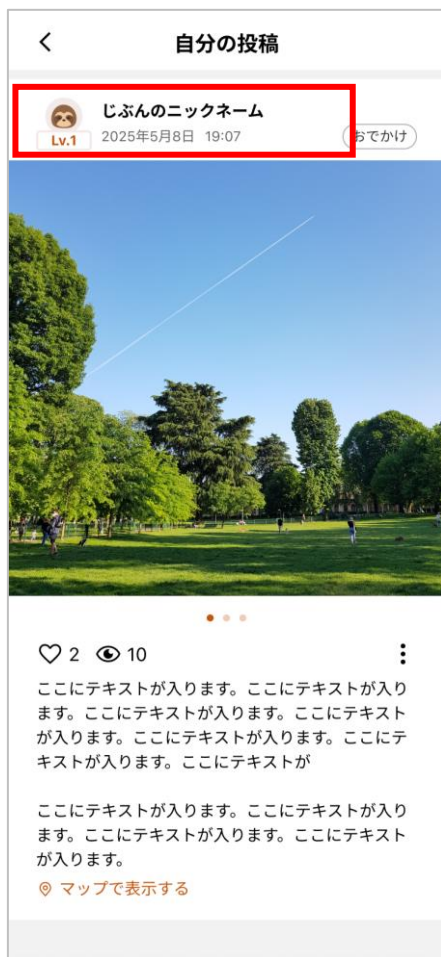 自分の投稿
じぶんのニックネーム
Lv.1
2025年5月8日 19:07
おでかけ
2
10
ここにテキストが入ります。ここにテキストが入り
ます。ここにテキストが入ります。ここにテキスト
が入ります。ここにテキストが入ります。ここにテ
キストが入ります。ここにテキストが
ここにテキストが入ります。ここにテキストが入り
ます。ここにテキストが入ります。ここにテキスト
が入ります。
マップで表示する